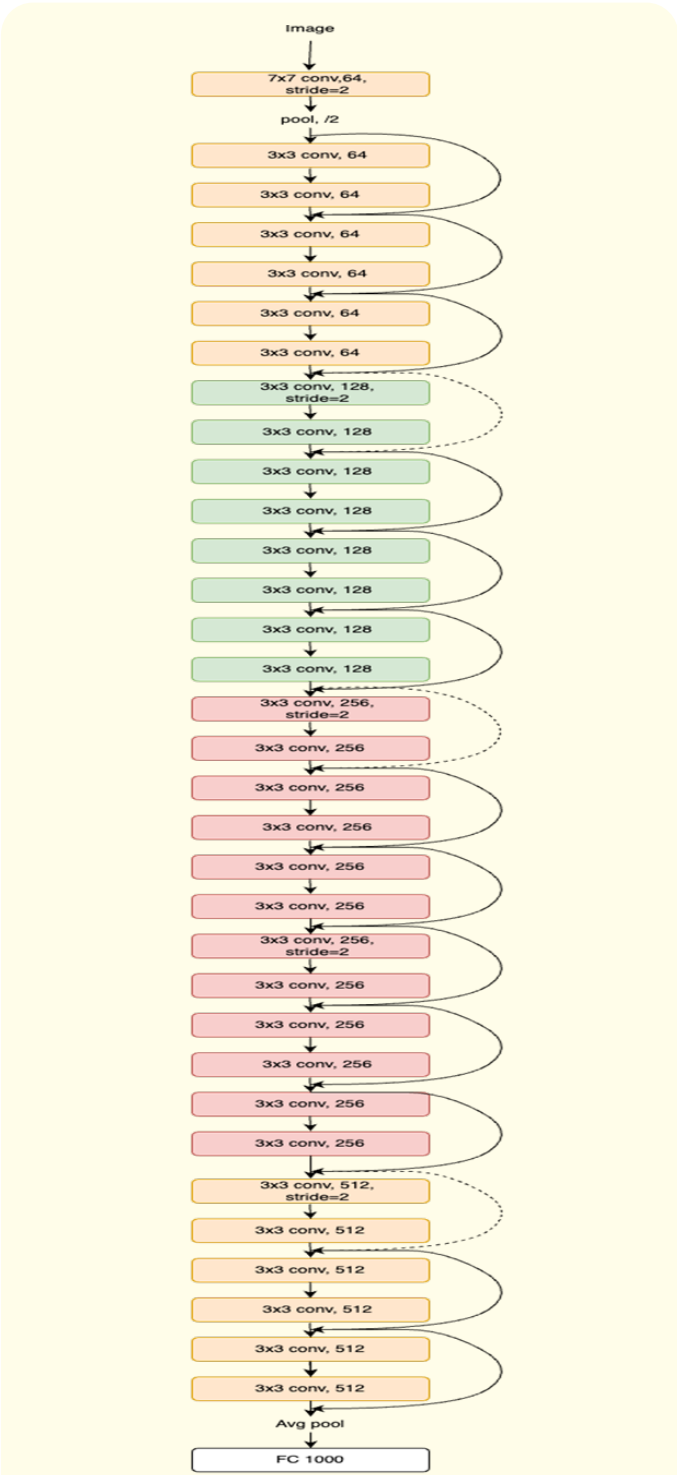 Image
7x7 conv,64,
stride=2
pool, /2
3x3 conv, 64
3x3 conv, 64
3x3 conv, 64
3x3 conv, 64
3x3 conv, 64
3x3 conv, 64
3x3 conv, 128,
stride=2
3x3 conv, 128
3x3 conv, 128
3x3 conv, 128
3x3 conv, 128
3x3 conv, 128
3x3 conv, 128
3x3 conv, 128
3x3 conv, 256,
stride=2
3x3 conv, 256
3x3 conv, 256
3x3 conv, 256
3x3 conv, 256
3x3 conv, 256
3x3 conv, 256,
stride=2
3x3 conv, 256
3x3 conv, 256
3x3 conv, 256
3x3 conv, 256
3x3 conv, 256
3x3 conv, 512,
stride=2
3x3 conv, 512
3x3 conv, 512
3x3 conv, 512
3x3 conv, 512
3x3 conv, 512
Avg pool
FC 1000